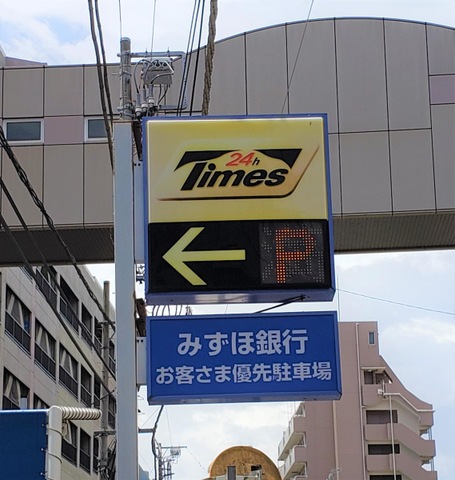 24h
Times
P
みずほ銀行
お客さま優先駐車場